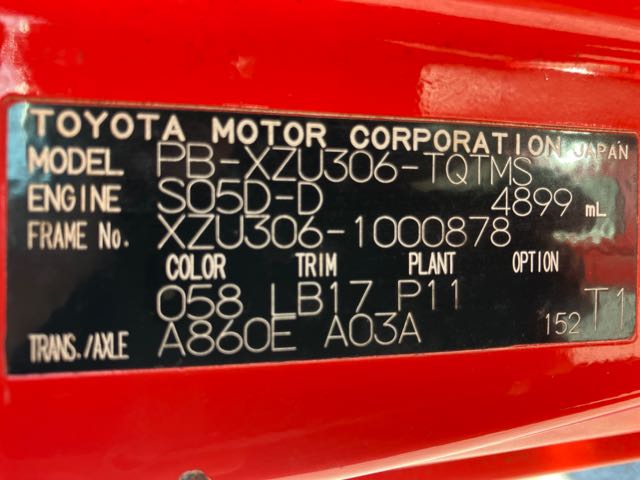 TOYOTA MOTOR CORPORATION JAPAN
MODEL PB-XZU306-TQTMS
ENGINE S05D-D 4899 mL
FRAME No. XZU306-1000878
COLOR TRIM PLANT OPTION
058 LB17 P11
TRANS./AXLE A860E A03A 152 T1